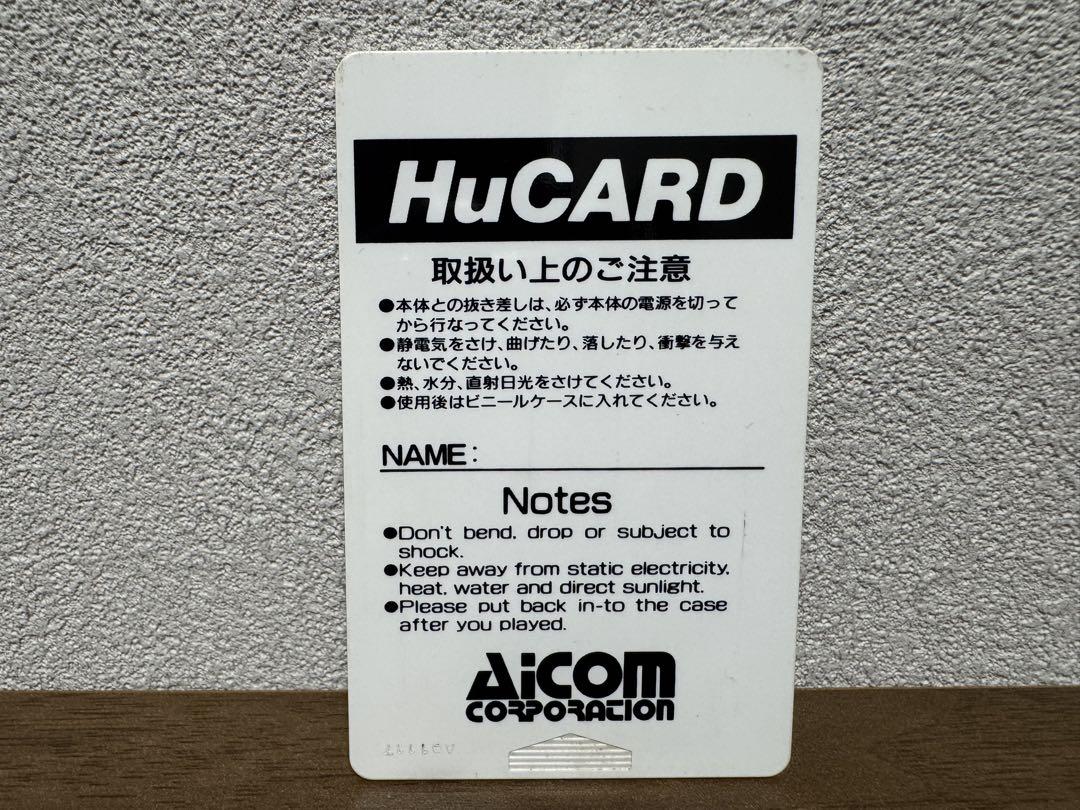 HuCARD
取扱い上のご注意
●本体との抜き差しは、必ず本体の電源を切って
から行なってください。
●静電気をさけ、曲げたり、落したり、衝撃を与え
ないでください。
●熱、水分、直射日光をさけてください。
●使用後はビニールケースに入れてください。
NAME:
Notes
●Don't bend, drop or subject to
shock.
●Keep away from static electricity,
heat, water and direct sunlight.
●Please put back in-to the case
after you played.
AiCOM
CORPORATION